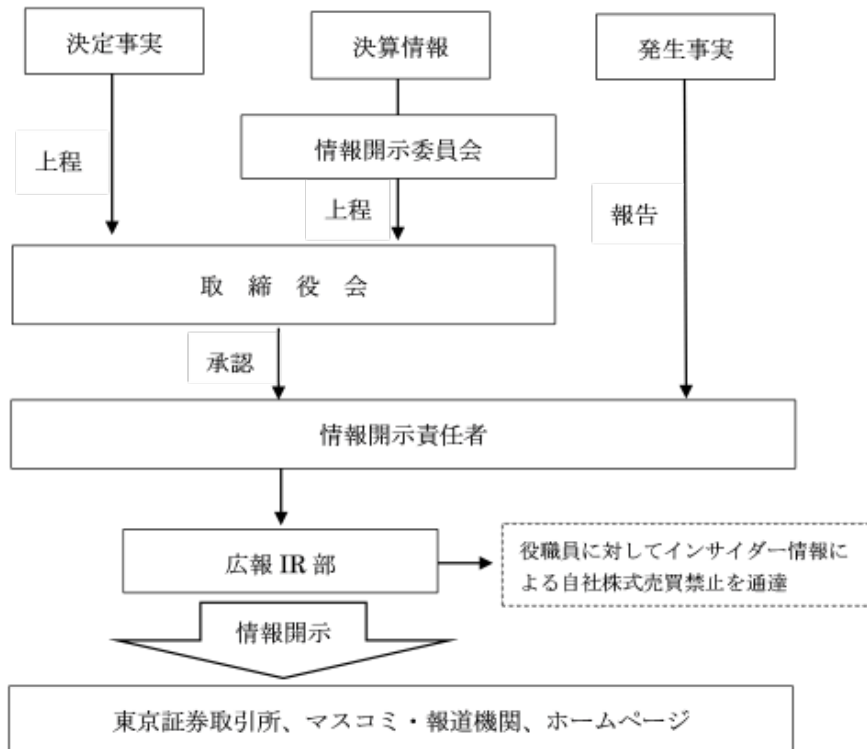 決定事実
決算情報
発生事実
情報開示委員会
上程
上程
報告
取 締 役 会
承認
情報開示責任者
広報 IR 部
役職員に対してインサイダー情報に
よる自社株式売買禁止を通達
情報開示
東京証券取引所、マスコミ・報道機関、ホームページ